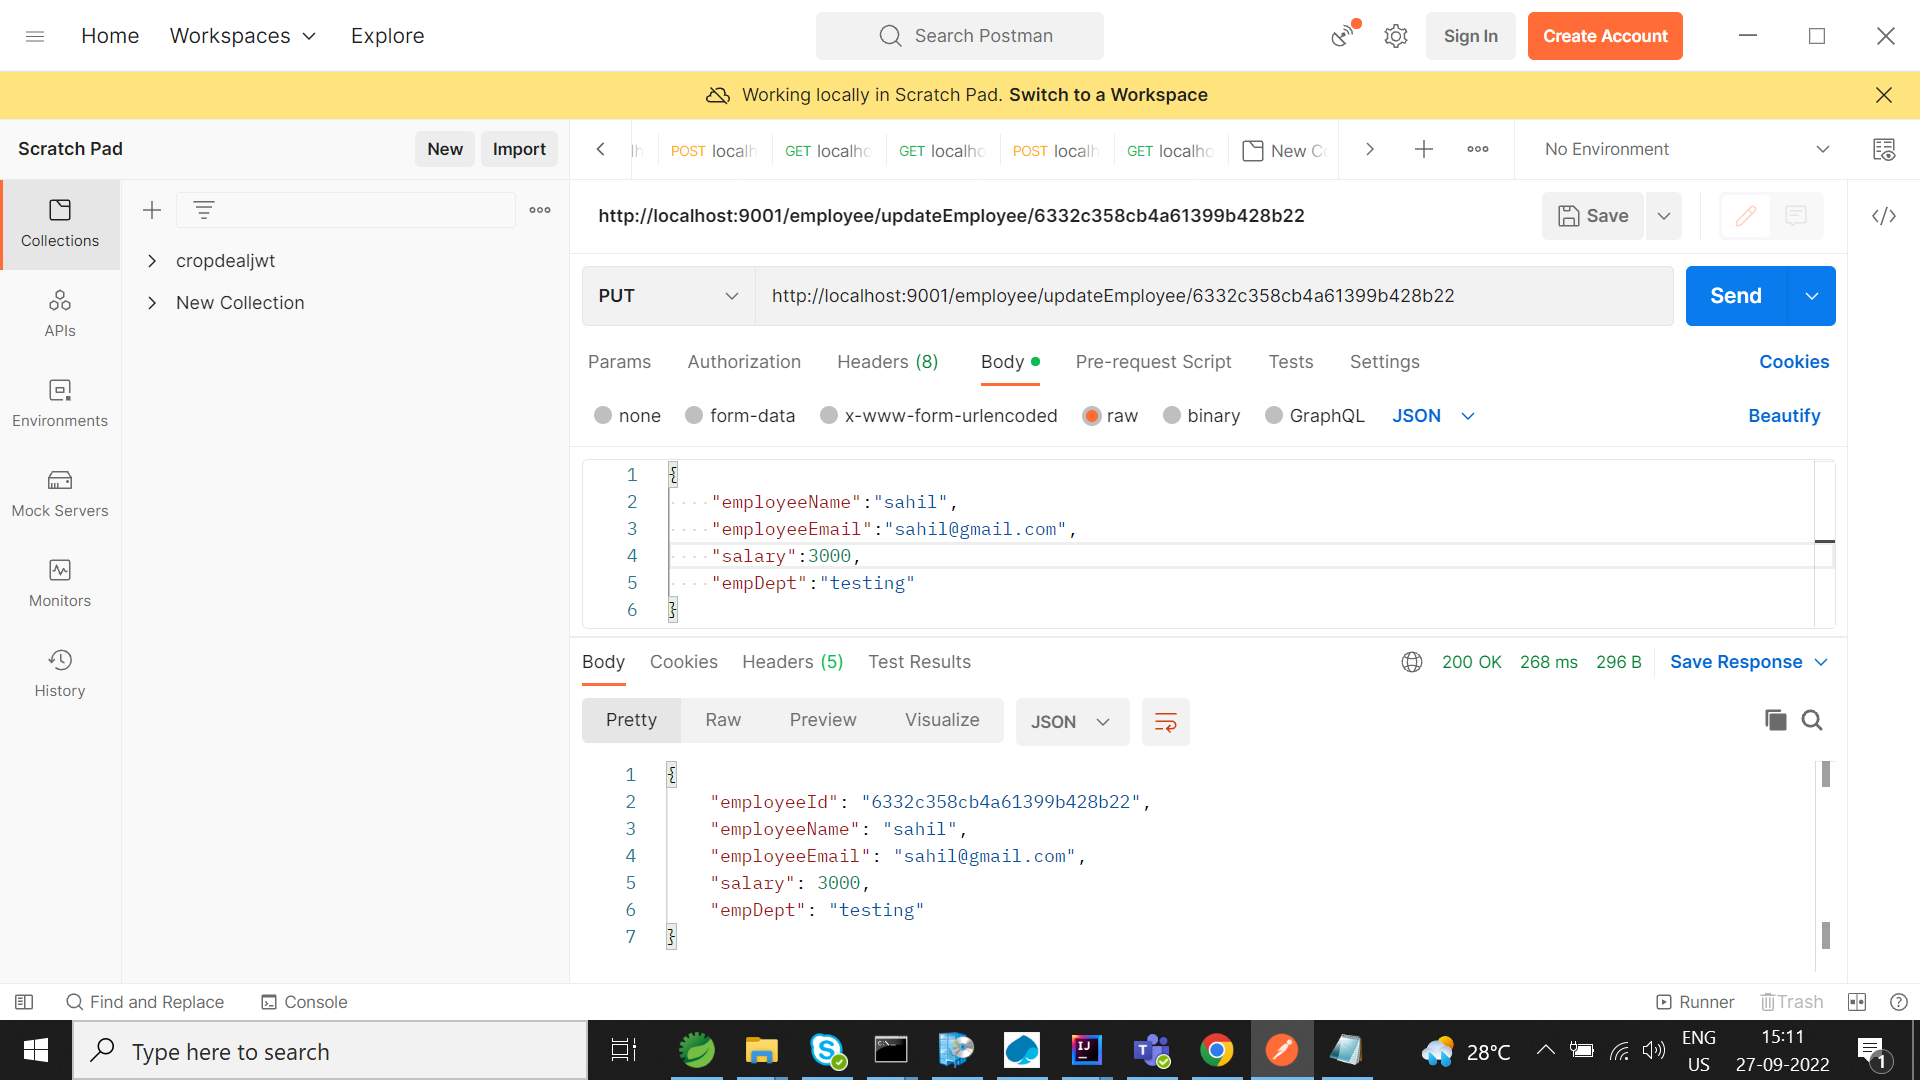 Home Workspaces Explore Search Postman Sign In Create Account
Working locally in Scratch Pad. Switch to a Workspace
Scratch Pad New Import POST localh GET localho GET localho POST localh GET localho New Co No Environment
Collections
APIs
Environments
Mock Servers
Monitors
History
cropdealjwt
New Collection
http://localhost:9001/employee/updateEmployee/6332c358cb4a61399b428b22 Save
PUT http://localhost:9001/employee/updateEmployee/6332c358cb4a61399b428b22 Send
Params Authorization Headers (8) Body Pre-request Script Tests Settings Cookies
none form-data x-www-form-urlencoded raw binary GraphQL JSON Beautify
1 {
2 "employeeName":"sahil",
3 "employeeEmail":"sahil@gmail.com",
4 "salary":3000,
5 "empDept":"testing"
6 }
Body Cookies Headers (5) Test Results 200 OK 268 ms 296 B Save Response
Pretty Raw Preview Visualize JSON
1 {
2 "employeeId": "6332c358cb4a61399b428b22",
3 "employeeName": "sahil",
4 "employeeEmail": "sahil@gmail.com",
5 "salary": 3000,
6 "empDept": "testing"
7 }
Find and Replace Console Runner Trash
Type here to search 28°C ENG US 15:11 27-09-2022 1